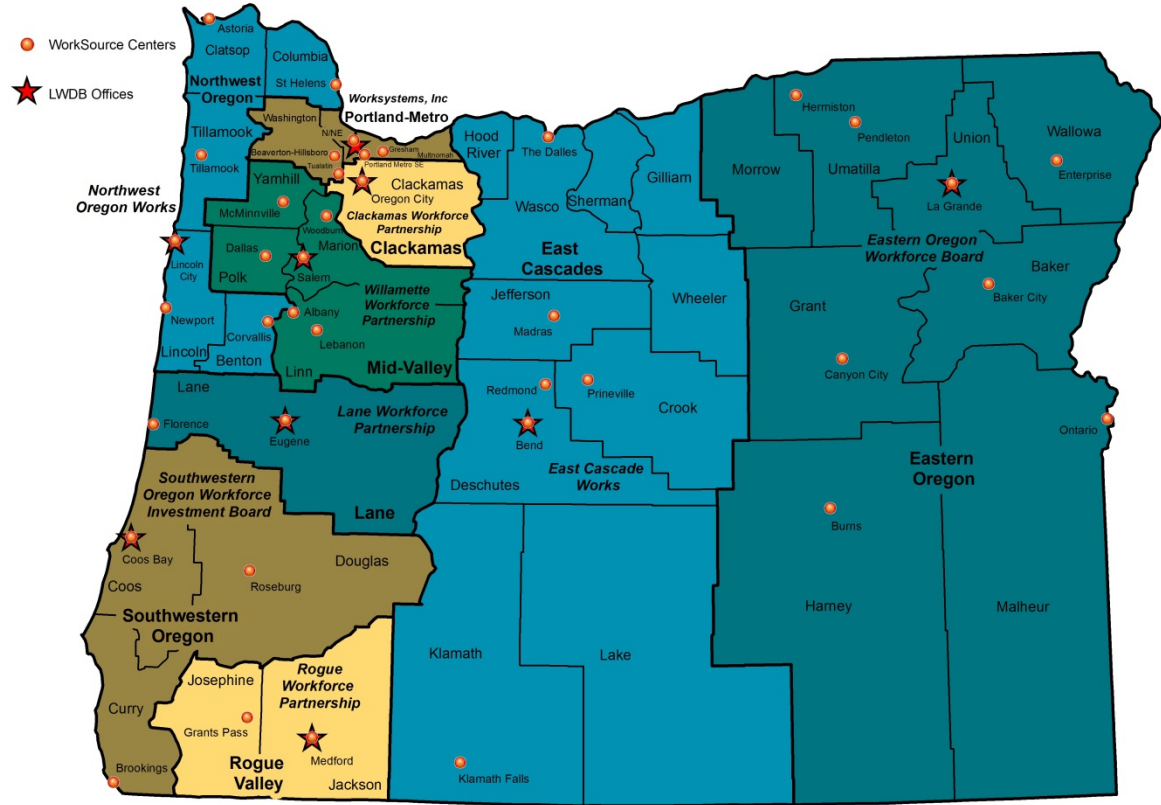 WorkSource Centers
LWDB Offices
Astoria
Clatsop
Columbia
St Helens
Northwest
Oregon
Tillamook
Tillamook
Northwest
Oregon Works
Worksystems, Inc
Portland-Metro
Washington
N/NE
Beaverton-Hillsboro
Tualatin
Gresham
Multnomah
Portland Metro SE
Clackamas
Oregon City
Clackamas Workforce
Partnership
Clackamas
Yamhill
McMinnville
Woodburn
Marion
Dallas
Polk
Salem
Willamette
Workforce
Partnership
Albany
Lebanon
Mid-Valley
Linn
Lincoln
City
Newport
Lincoln
Corvallis
Benton
Lane
Florence
Eugene
Lane Workforce
Partnership
Lane
Southwestern
Oregon Workforce
Investment Board
Coos Bay
Coos
Roseburg
Douglas
Southwestern
Oregon
Curry
Brookings
Josephine
Grants Pass
Rogue
Workforce
Partnership
Medford
Rogue
Valley
Jackson
Hood
River
The Dalles
Wasco
Sherman
Gilliam
East
Cascades
Jefferson
Madras
Wheeler
Redmond
Prineville
Crook
Bend
Deschutes
East Cascade
Works
Klamath
Lake
Klamath Falls
Hermiston
Pendleton
Morrow
Umatilla
Union
La Grande
Wallowa
Enterprise
Eastern Oregon
Workforce Board
Baker
Baker City
Grant
Canyon City
Ontario
Eastern
Oregon
Burns
Harney
Malheur